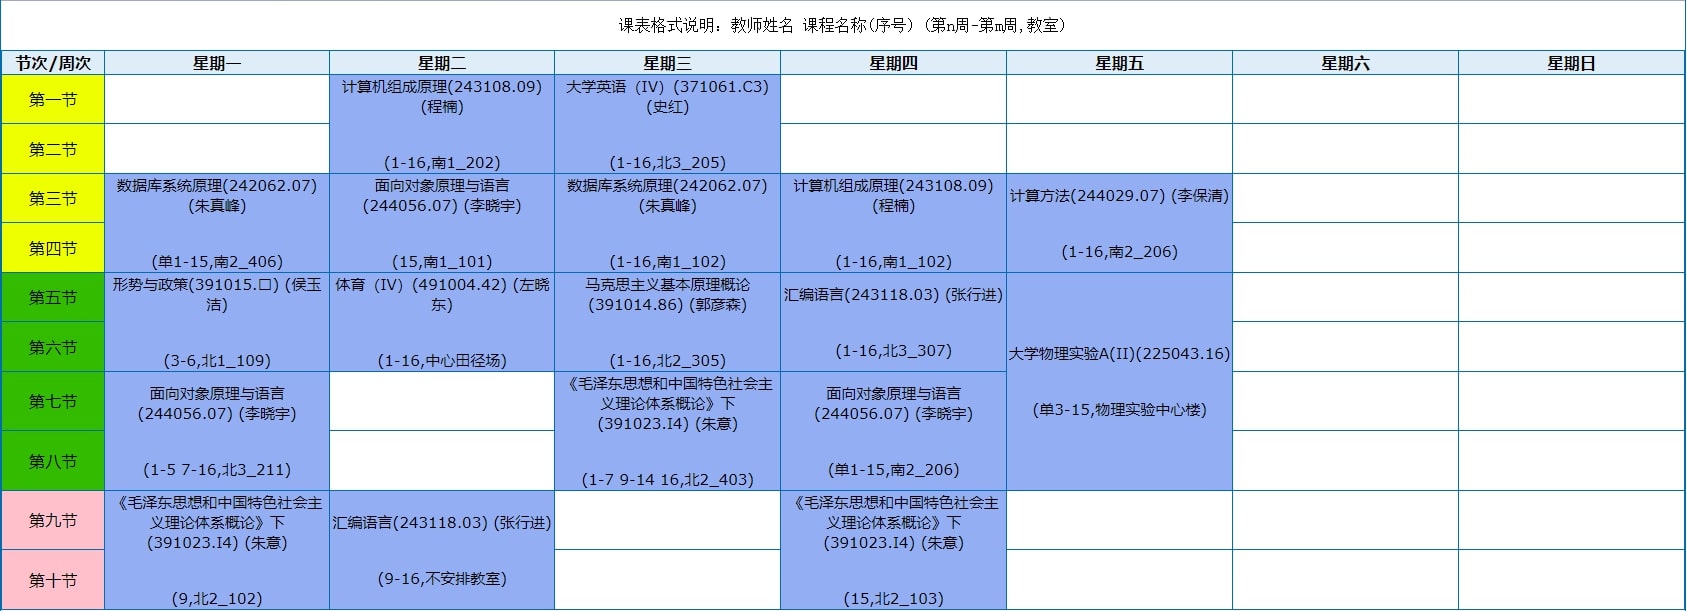 课表格式说明: 教师姓名 课程名称(序号) (第n周-第m周,教室)
节次/周次 星期一 星期二 星期三 星期四 星期五 星期六 星期日
第一节
第二节
计算机组成原理(243108.09)
(程楠)
(1-16,南1_202)
大学英语（IV）(371061.C3)
(史红)
(1-16,北3_205)
第三节
第四节
数据库系统原理(242062.07)
(朱真峰)
(单1-15,南2_406)
面向对象原理与语言
(244056.07) (李晓宇)
(15,南1_101)
数据库系统原理(242062.07)
(朱真峰)
(1-16,南1_102)
计算机组成原理(243108.09)
(程楠)
(1-16,南1_102)
计算方法(244029.07) (李保清)
(1-16,南2_206)
第五节
第六节
形势与政策(391015.□) (侯玉
洁)
(3-6,北1_109)
体育（IV）(491004.42) (左晓
东)
(1-16,中心田径场)
马克思主义基本原理概论
(391014.86) (郭彦森)
(1-16,北2_305)
汇编语言(243118.03) (张行进)
(1-16,北3_307)
大学物理实验A(II)(225043.16)
(单3-15,物理实验中心楼)
第七节
第八节
面向对象原理与语言
(244056.07) (李晓宇)
(1-5 7-16,北3_211)
《毛泽东思想和中国特色社会主
义理论体系概论》下
(391023.I4) (朱意)
(1-7 9-14 16,北2_403)
面向对象原理与语言
(244056.07) (李晓宇)
(单1-15,南2_206)
第九节
第十节
《毛泽东思想和中国特色社会主
义理论体系概论》下
(391023.I4) (朱意)
(9,北2_102)
汇编语言(243118.03) (张行进)
(9-16,不安排教室)
《毛泽东思想和中国特色社会主
义理论体系概论》下
(391023.I4) (朱意)
(15,北2_103)